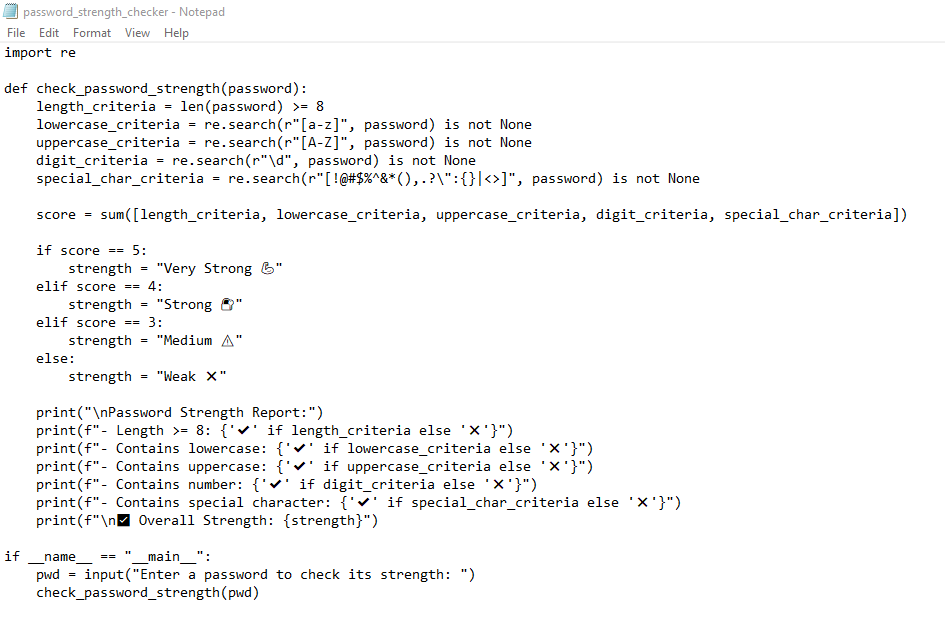 password_strength_checker - Notepad
File Edit Format View Help
import re

def check_password_strength(password):
    length_criteria = len(password) >= 8
    lowercase_criteria = re.search(r"[a-z]", password) is not None
    uppercase_criteria = re.search(r"[A-Z]", password) is not None
    digit_criteria = re.search(r"\d", password) is not None
    special_char_criteria = re.search(r"[!@#$%^&*(),.?\":{}|<>]", password) is not None

    score = sum([length_criteria, lowercase_criteria, uppercase_criteria, digit_criteria, special_char_criteria])

    if score == 5:
        strength = "Very Strong 💪"
    elif score == 4:
        strength = "Strong 🔐"
    elif score == 3:
        strength = "Medium ⚠"
    else:
        strength = "Weak ❌"

    print("\nPassword Strength Report:")
    print(f"- Length >= 8: {'✔' if length_criteria else '❌'}")
    print(f"- Contains lowercase: {'✔' if lowercase_criteria else '❌'}")
    print(f"- Contains uppercase: {'✔' if uppercase_criteria else '❌'}")
    print(f"- Contains number: {'✔' if digit_criteria else '❌'}")
    print(f"- Contains special character: {'✔' if special_char_criteria else '❌'}")
    print(f"\n✅ Overall Strength: {strength}")

if __name__ == "__main__":
    pwd = input("Enter a password to check its strength: ")
    check_password_strength(pwd)